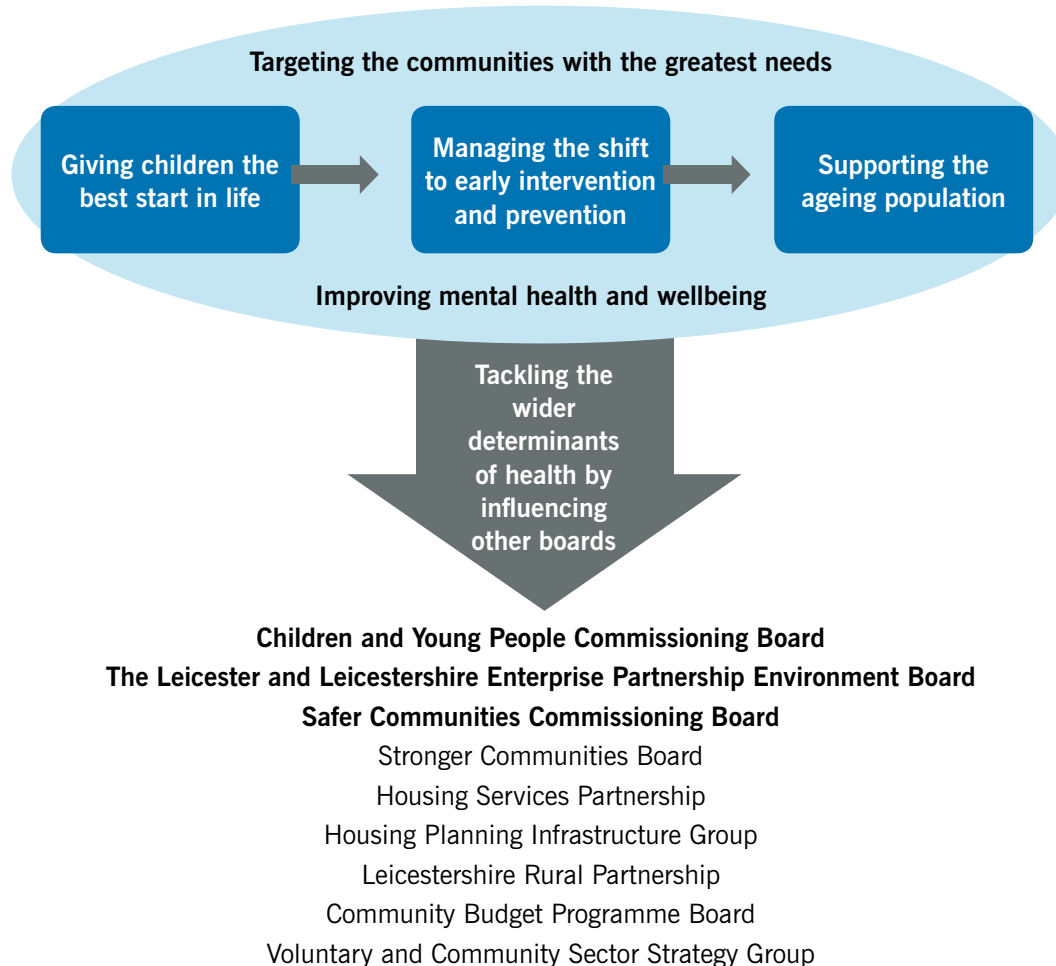 Targeting the communities with the greatest needs
Giving children the
best start in life
Managing the shift
to early intervention
and prevention
Supporting the
ageing population
Improving mental health and wellbeing
Tackling the
wider
determinants
of health by
influencing
other boards
Children and Young People Commissioning Board
The Leicester and Leicestershire Enterprise Partnership Environment Board
Safer Communities Commissioning Board
Stronger Communities Board
Housing Services Partnership
Housing Planning Infrastructure Group
Leicestershire Rural Partnership
Community Budget Programme Board
Voluntary and Community Sector Strategy Group